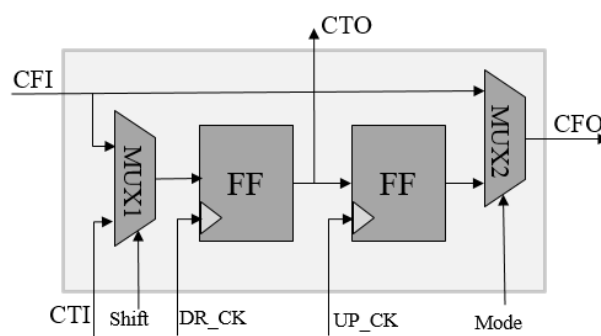 CTO
CFI
MUX1
FF
FF
MUX2
CFO
CTI
Shift
DR_CK
UP_CK
Mode